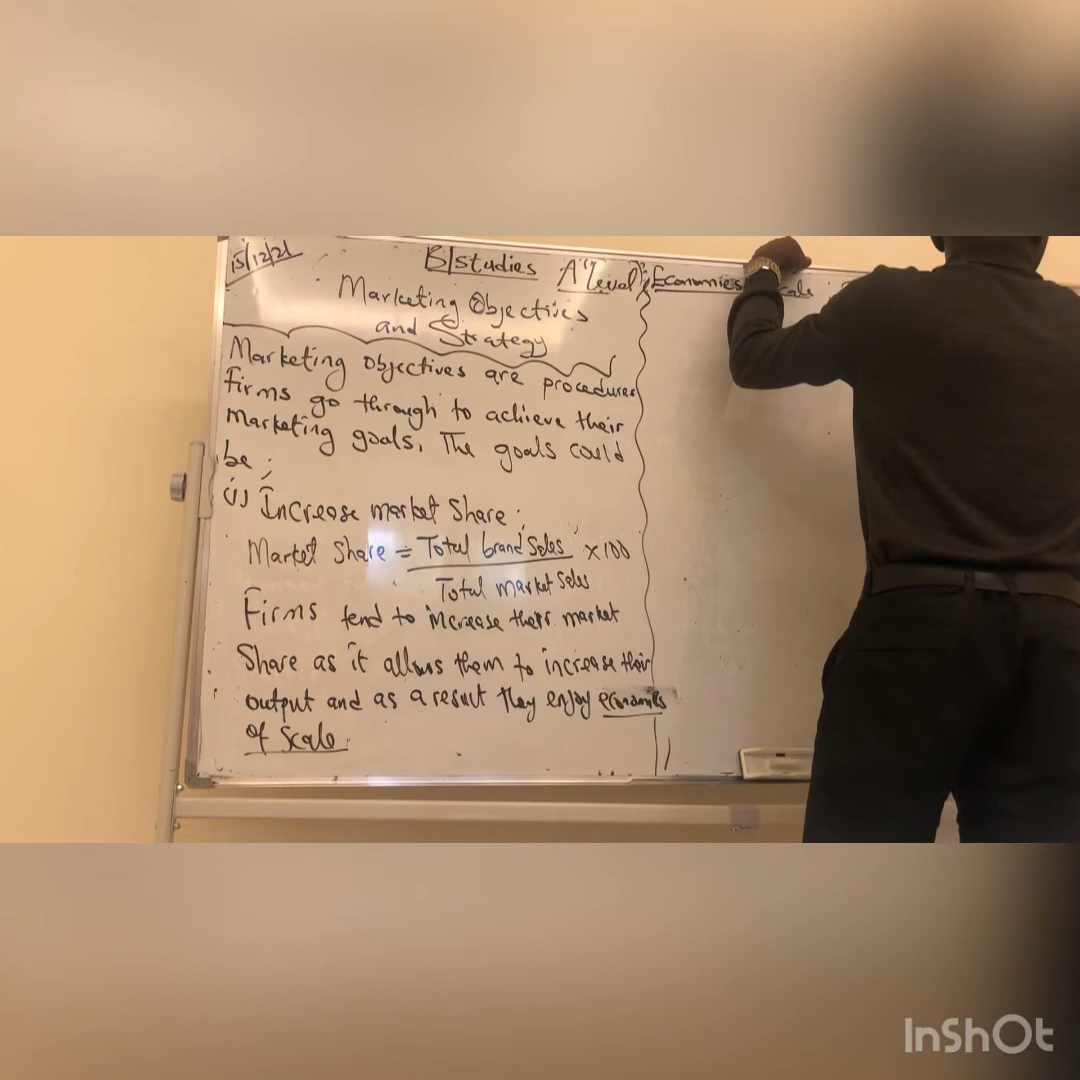 15/12/21
B/studies A'level
Marketing Objectives
and Strategy
Marketing objectives are procedures
Firms go through to achieve their
marketing goals. The goals could
be;
(i) Increase market share:
Market Share = Total brand Sales × 100
Total market sales
Firms tend to increase their market
Share as it allows them to increase their
output and as a result they enjoy economies
of Scale.
Economies
InShOt